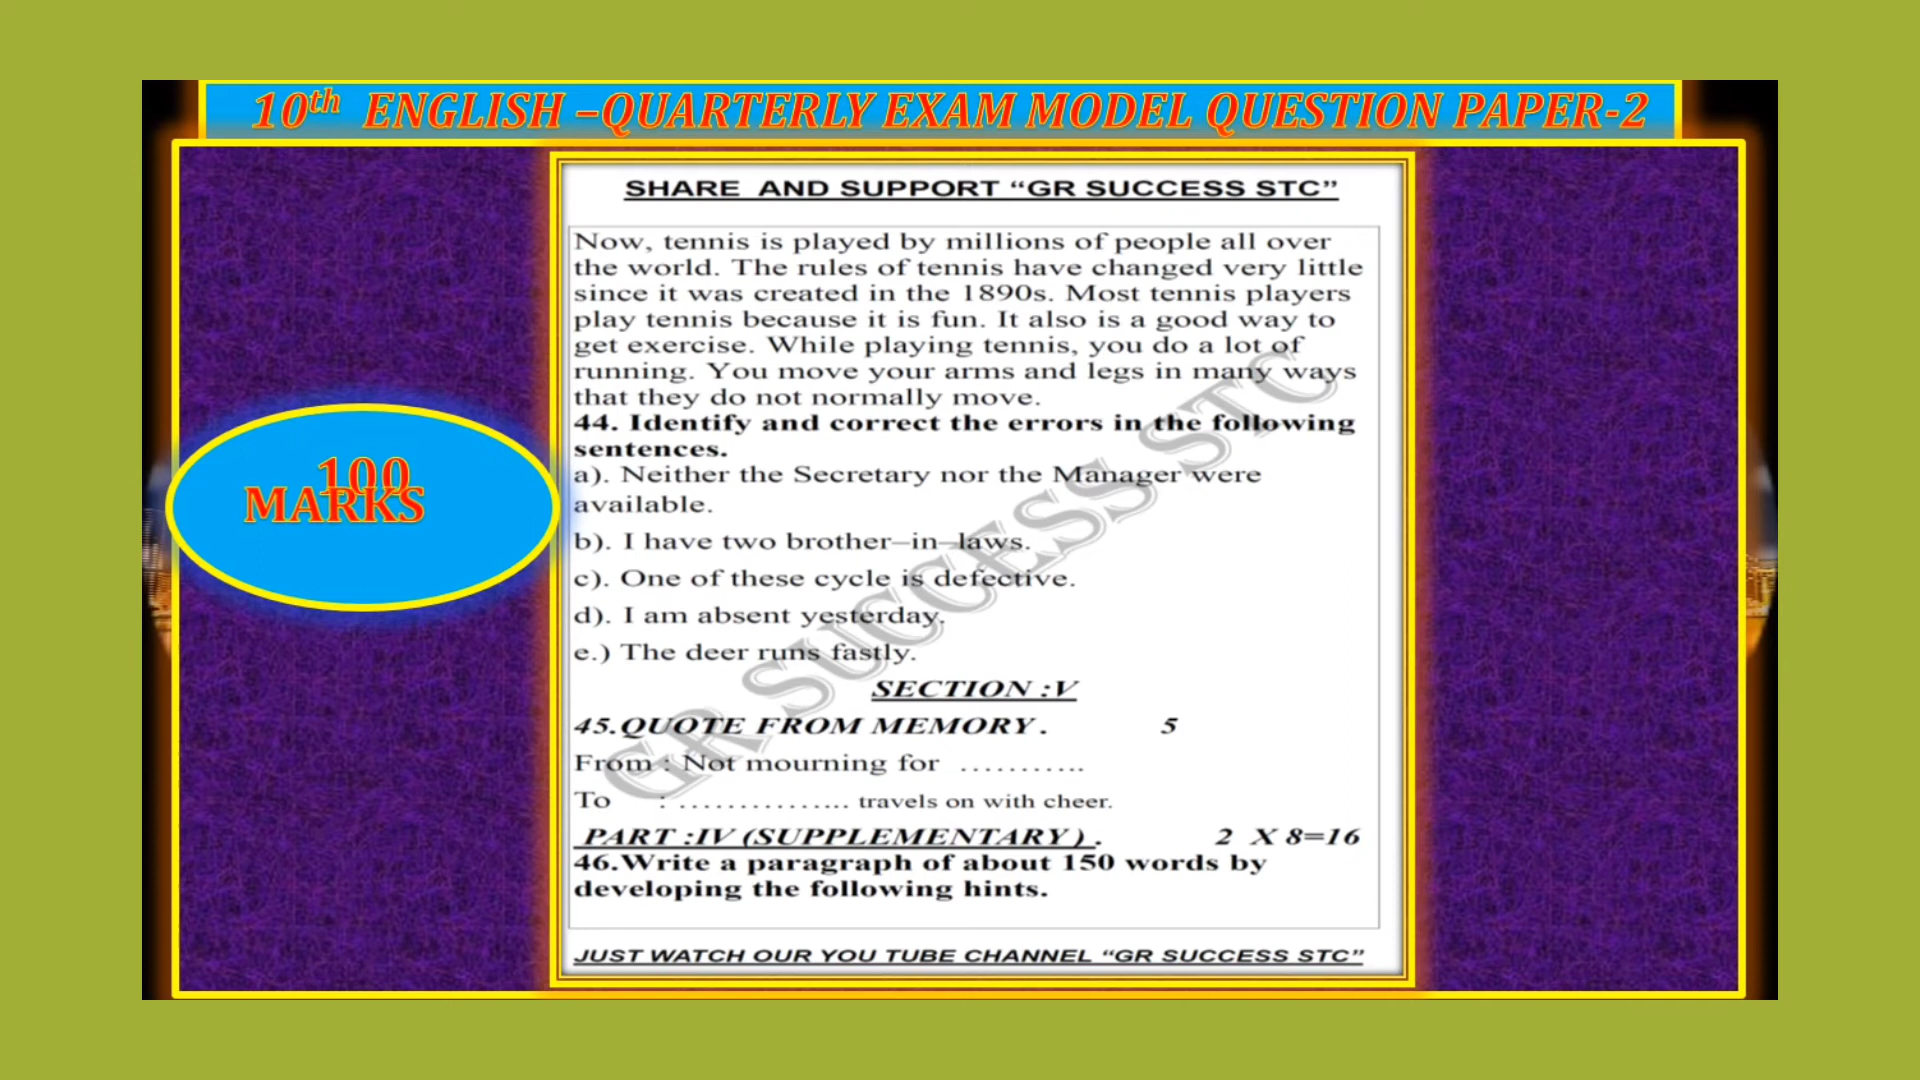 10th ENGLISH –QUARTERLY EXAM MODEL QUESTION PAPER-2
100
MARKS
SHARE AND SUPPORT “GR SUCCESS STC”
Now, tennis is played by millions of people all over
the world. The rules of tennis have changed very little
since it was created in the 1890s. Most tennis players
play tennis because it is fun. It also is a good way to
get exercise. While playing tennis, you do a lot of
running. You move your arms and legs in many ways
that they do not normally move.
44. Identify and correct the errors in the following
sentences.
a). Neither the Secretary nor the Manager were
available.
b). I have two brother–in–laws.
c). One of these cycle is defective.
d). I am absent yesterday.
e.) The deer runs fastly.
SECTION :V
45.QUOTE FROM MEMORY . 5
From : Not mourning for ………..
To : …………... travels on with cheer.
PART :IV (SUPPLEMENTARY ) . 2 X 8=16
46.Write a paragraph of about 150 words by
developing the following hints.
JUST WATCH OUR YOU TUBE CHANNEL “GR SUCCESS STC”
GR SUCCESS STC